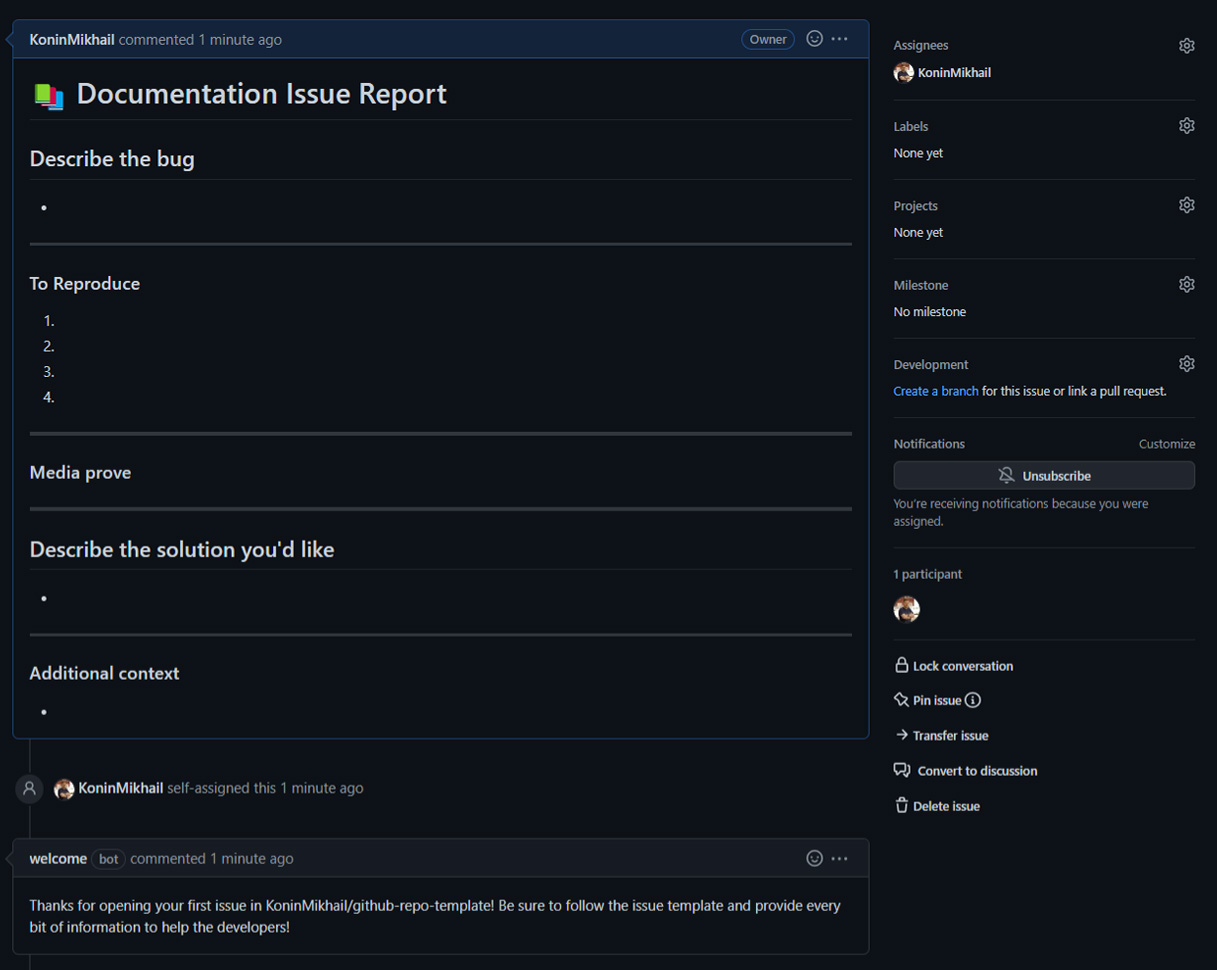 KoninMikhail commented 1 minute ago
Owner
Documentation Issue Report
Describe the bug
•
To Reproduce
1.
2.
3.
4.
Media prove
Describe the solution you'd like
•
Additional context
•
KoninMikhail self-assigned this 1 minute ago
welcome bot commented 1 minute ago
Thanks for opening your first issue in KoninMikhail/github-repo-template! Be sure to follow the issue template and provide every
bit of information to help the developers!
Assignees
KoninMikhail
Labels
None yet
Projects
None yet
Milestone
No milestone
Development
Create a branch for this issue or link a pull request.
Notifications
Customize
Unsubscribe
You're receiving notifications because you were
assigned.
1 participant
Lock conversation
Pin issue
Transfer issue
Convert to discussion
Delete issue